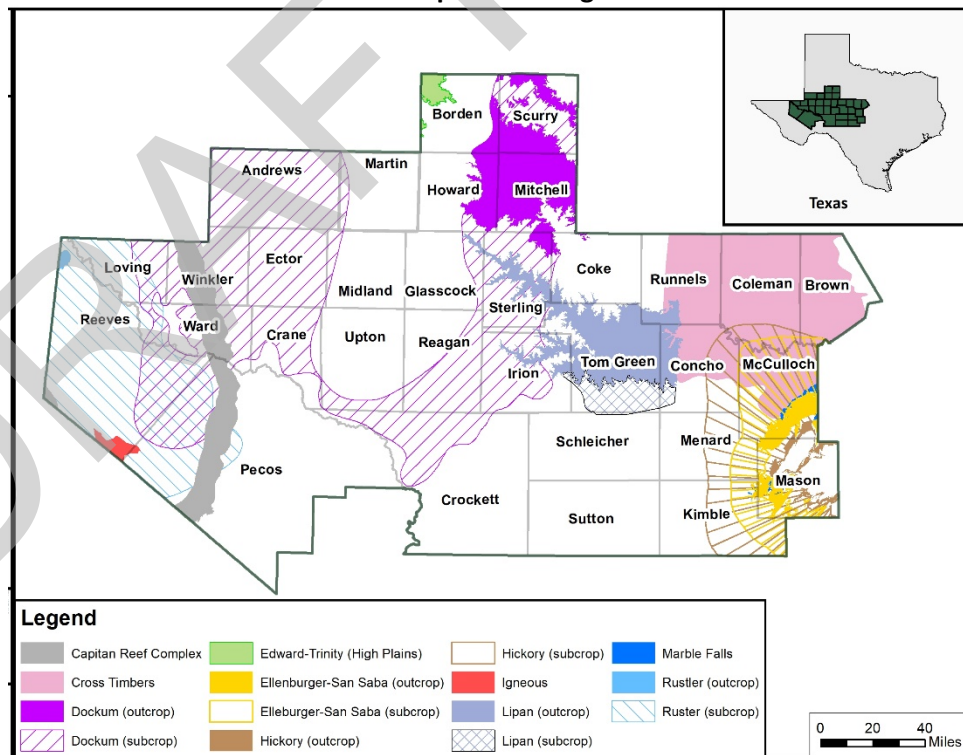 DRAFT
Texas
Borden
Scurry
Andrews
Martin
Howard
Mitchell
Loving
Winkler
Ector
Midland
Glasscock
Sterling
Coke
Runnels
Coleman
Brown
Reeves
Ward
Crane
Upton
Reagan
Irion
Tom Green
Concho
McCulloch
Pecos
Schleicher
Menard
Mason
Crockett
Sutton
Kimble
Legend
Capitan Reef Complex
Cross Timbers
Dockum (outcrop)
Dockum (subcrop)
Edward-Trinity (High Plains)
Ellenburger-San Saba (outcrop)
Elleburger-San Saba (subcrop)
Hickory (outcrop)
Hickory (subcrop)
Igneous
Lipan (outcrop)
Lipan (subcrop)
Marble Falls
Rustler (outcrop)
Ruster (subcrop)
0 20 40
Miles